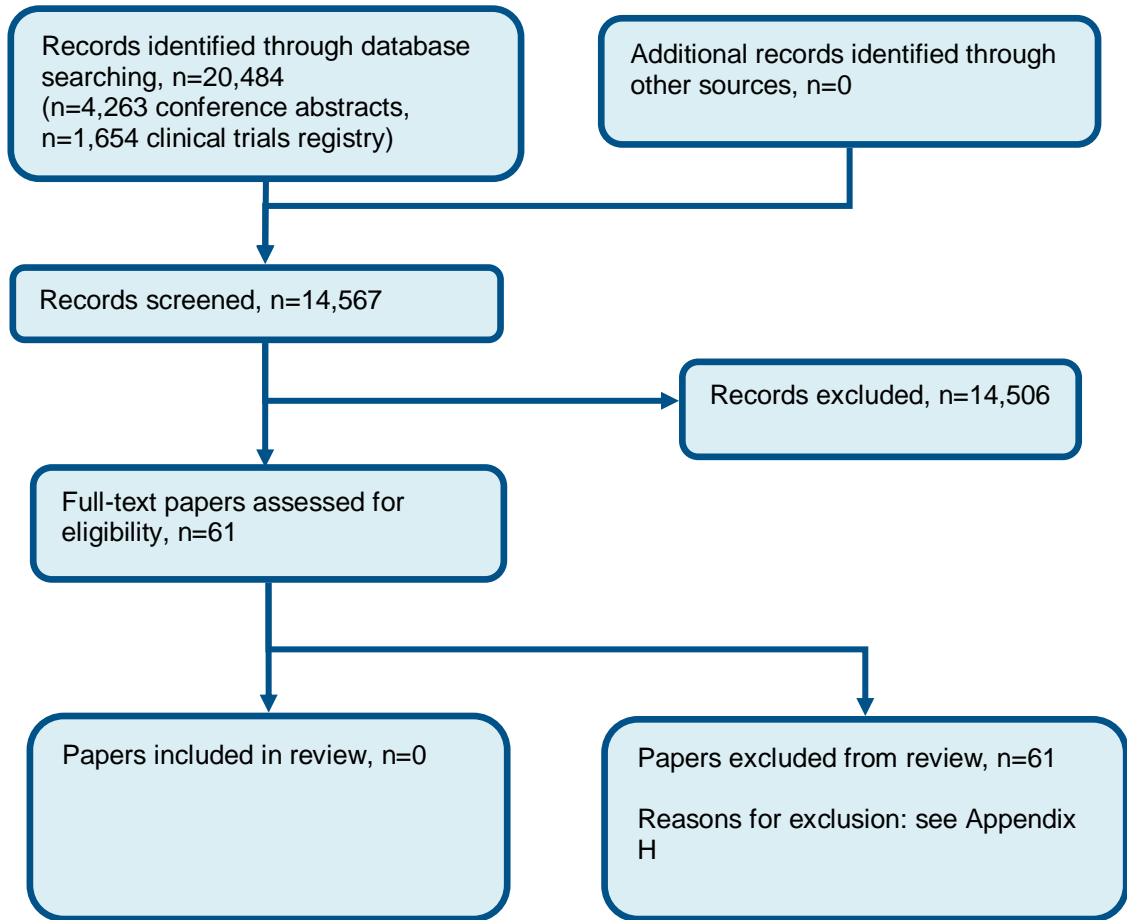 Records identified through database
searching, n=20,484
(n=4,263 conference abstracts,
n=1,654 clinical trials registry)
Additional records identified through
other sources, n=0
Records screened, n=14,567
Records excluded, n=14,506
Full-text papers assessed for
eligibility, n=61
Papers included in review, n=0
Papers excluded from review, n=61
Reasons for exclusion: see Appendix
H